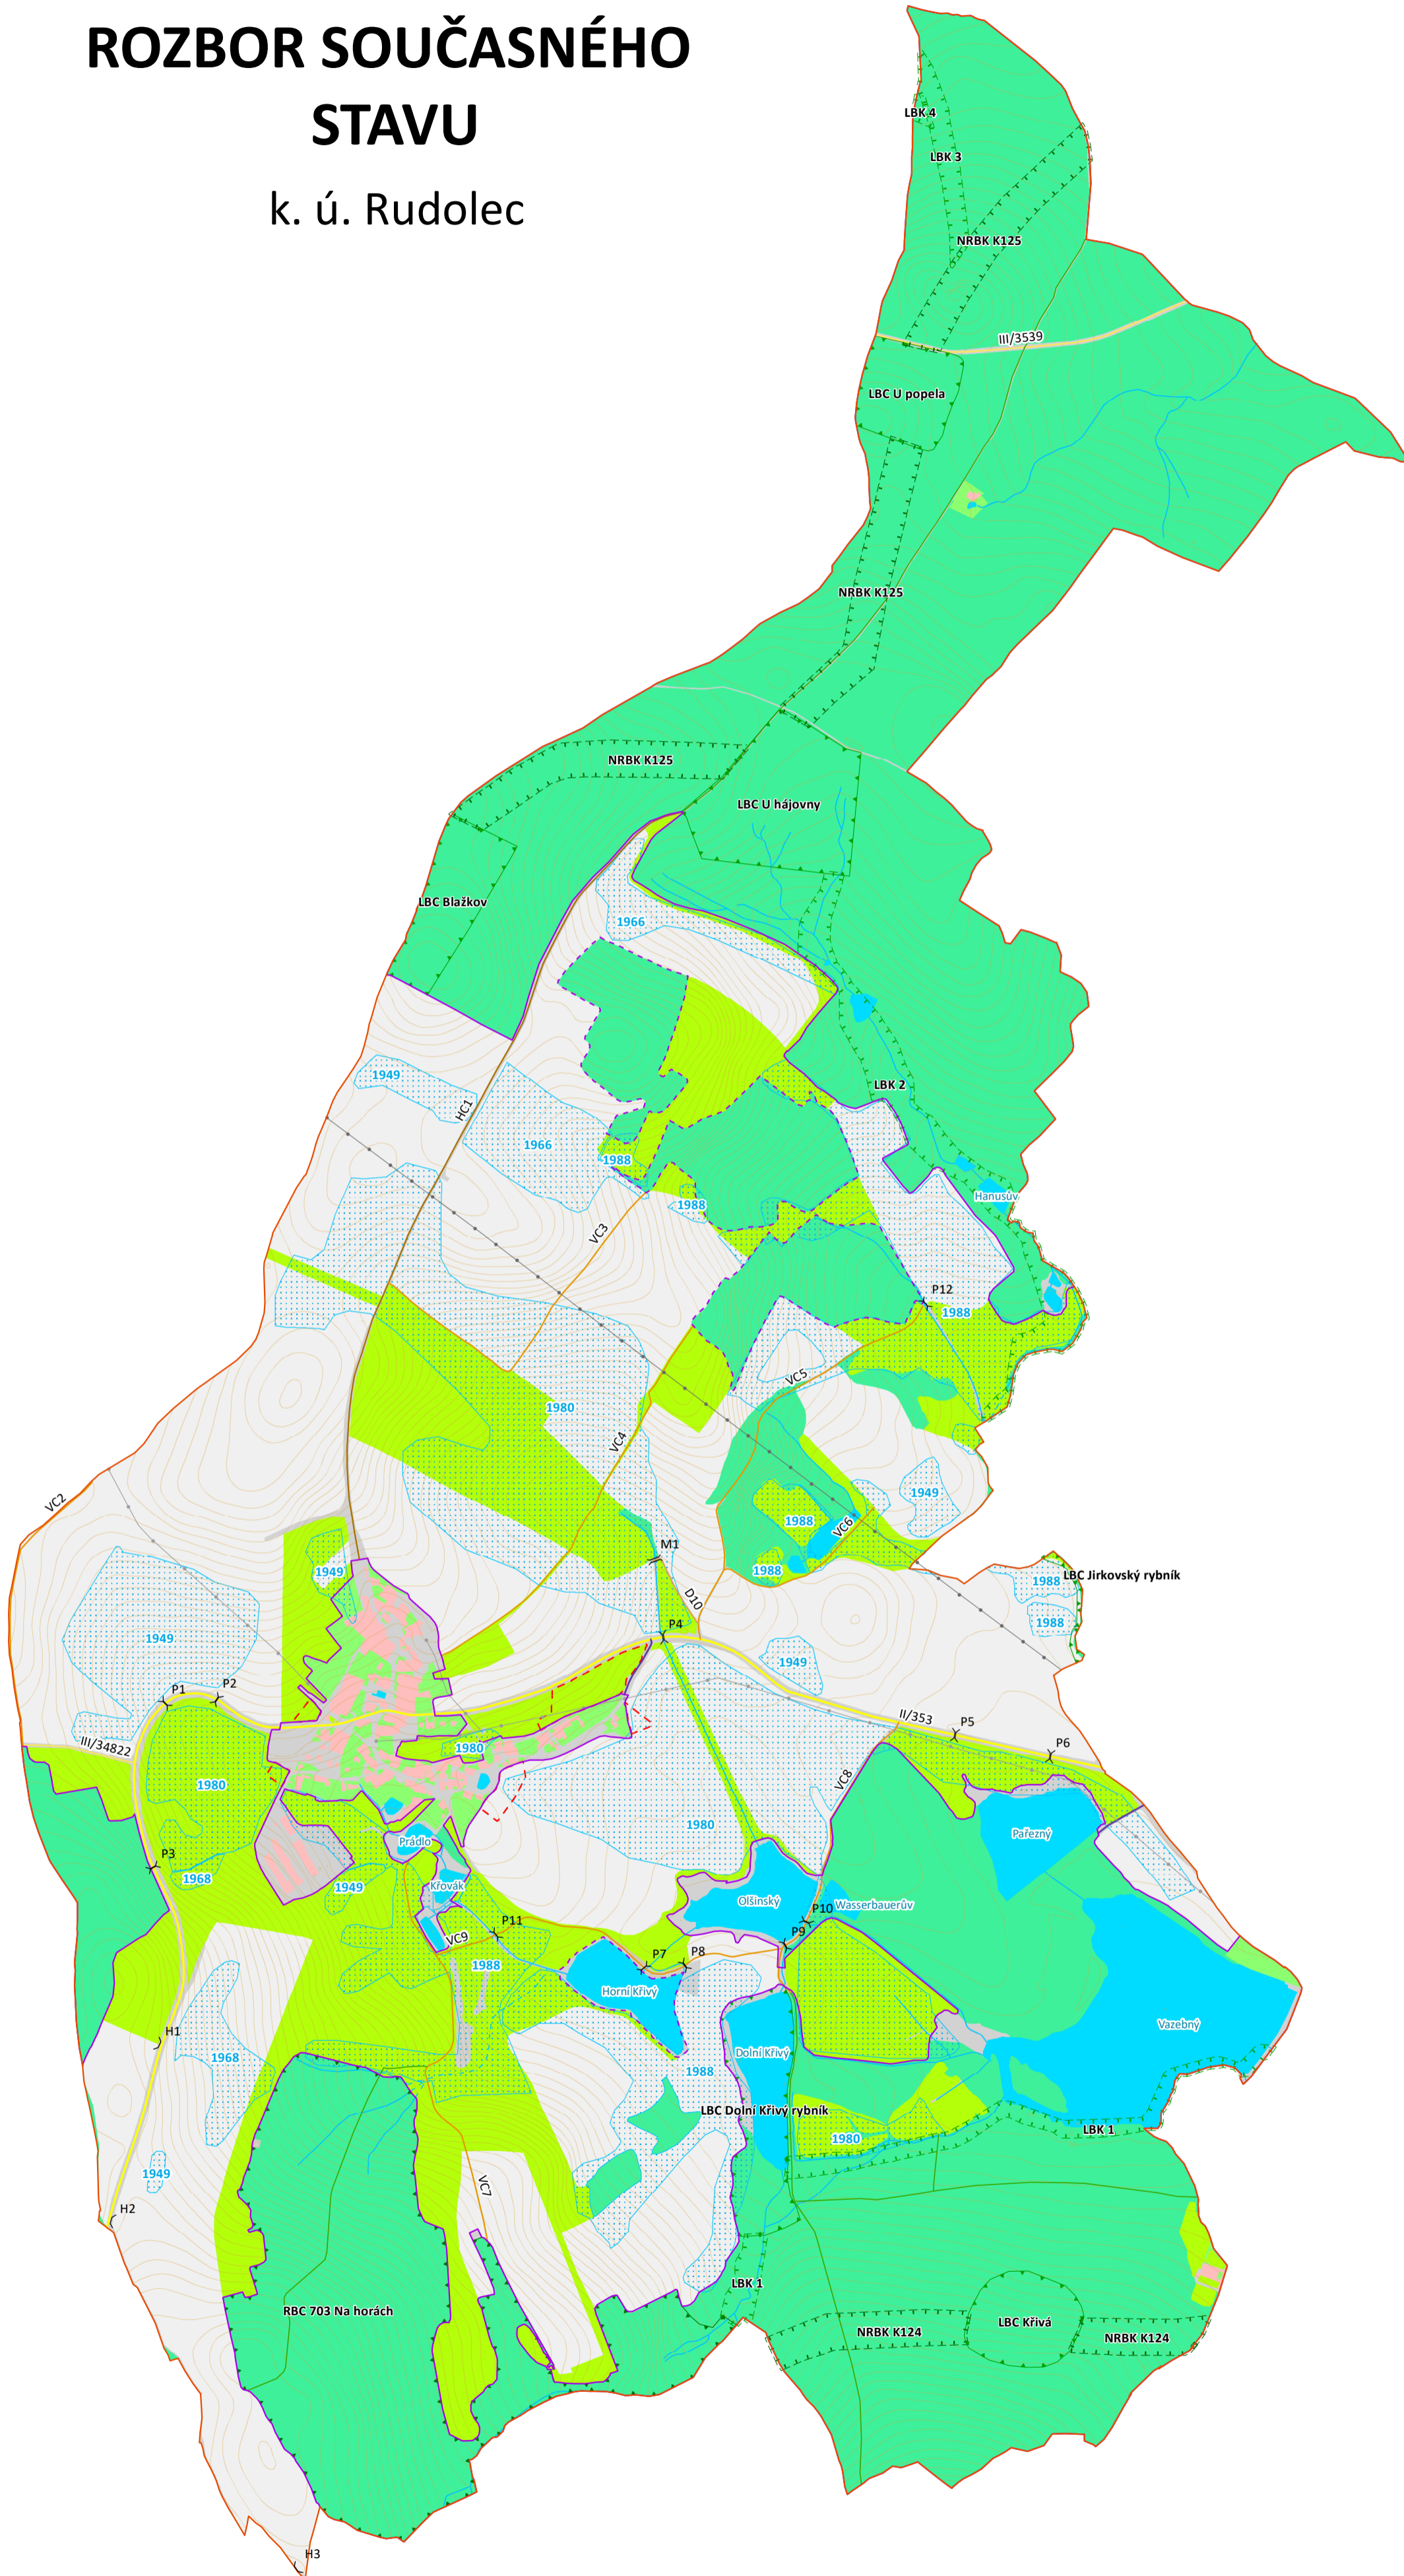 ROZBOR SOUČASNÉHO
STAVU
k. ú. Rudolec
LBK 4
LBK 3
NRBK K125
III/3539
LBC U popela
NRBK K125
NRBK K125
LBC U hájovny
LBC Blažkov
1966
1949
LBK 2
HC1
1966
1988
1988
Hanusův
VC3
P12
1988
VC5
1980
VC4
1949
VC2
1988
VC6
M1
1949
1988
LBC Jirkovský rybník
1988
D10
1988
1949
P4
1949
P1
P2
II/353
P5
III/34822
1980
P6
1980
VC8
1980
Pařezný
Prádlo
P3
1968
1949
Křovák
Olšinský
Wasserbauerův
P10
P11
VC9
P9
1988
P7
P8
Horní Křivý
Vazebný
H1
Dolní Křivý
1968
1988
LBC Dolní Křivý rybník
LBK 1
1980
1949
VC7
H2
LBK 1
RBC 703 Na horách
LBC Křivá
NRBK K124
NRBK K124
H3